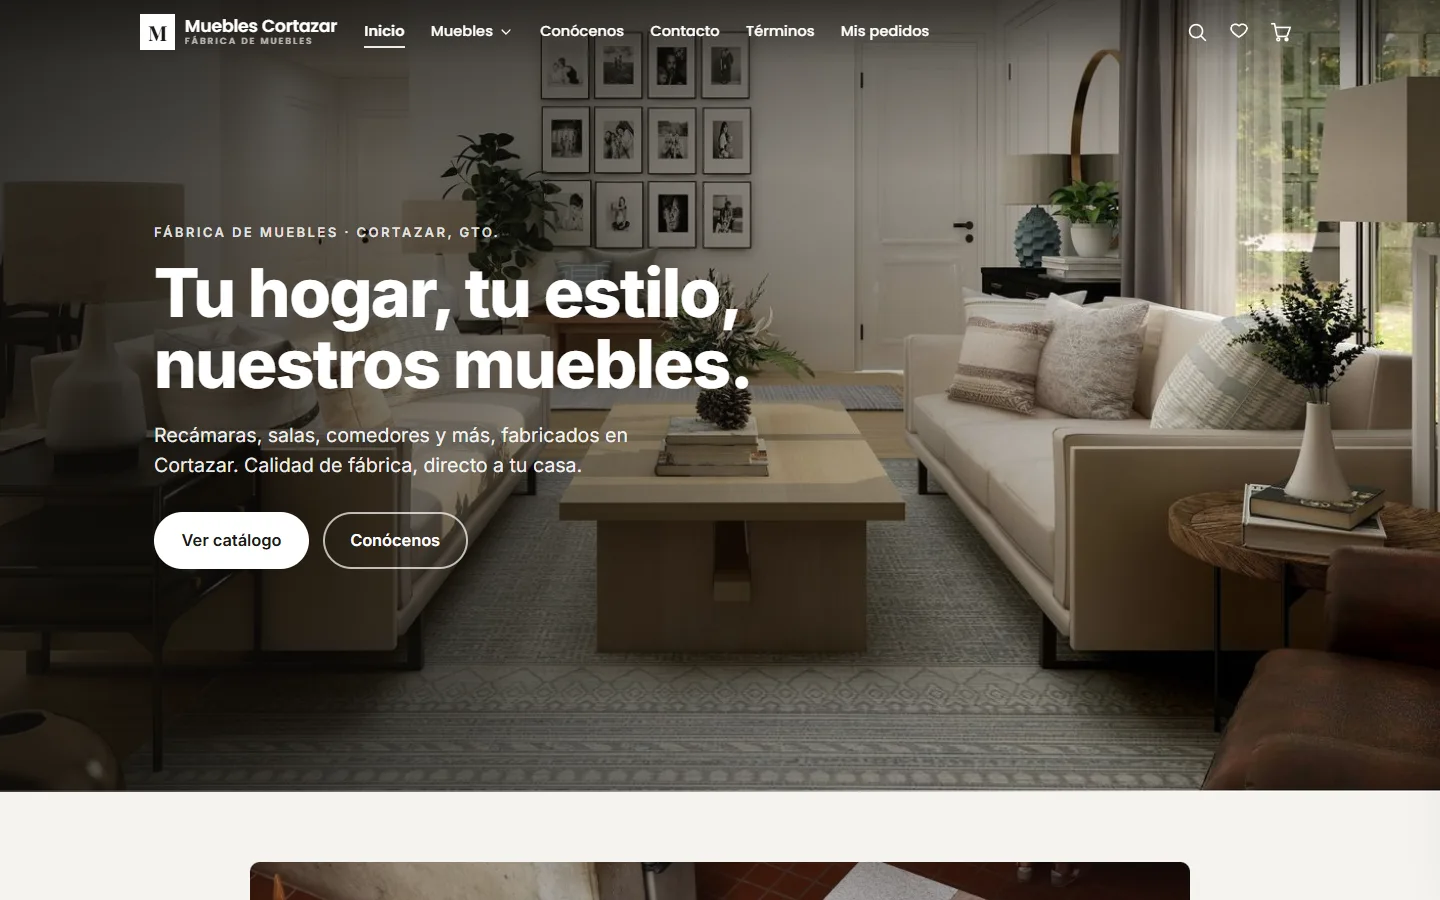 M
Muebles Cortazar
FÁBRICA DE MUEBLES
Inicio
Muebles
Conócenos
Contacto
Términos
Mis pedidos
FÁBRICA DE MUEBLES · CORTAZAR, GTO.
Tu hogar, tu estilo,
nuestros muebles.
Recámaras, salas, comedores y más, fabricados en
Cortazar. Calidad de fábrica, directo a tu casa.
Ver catálogo
Conócenos